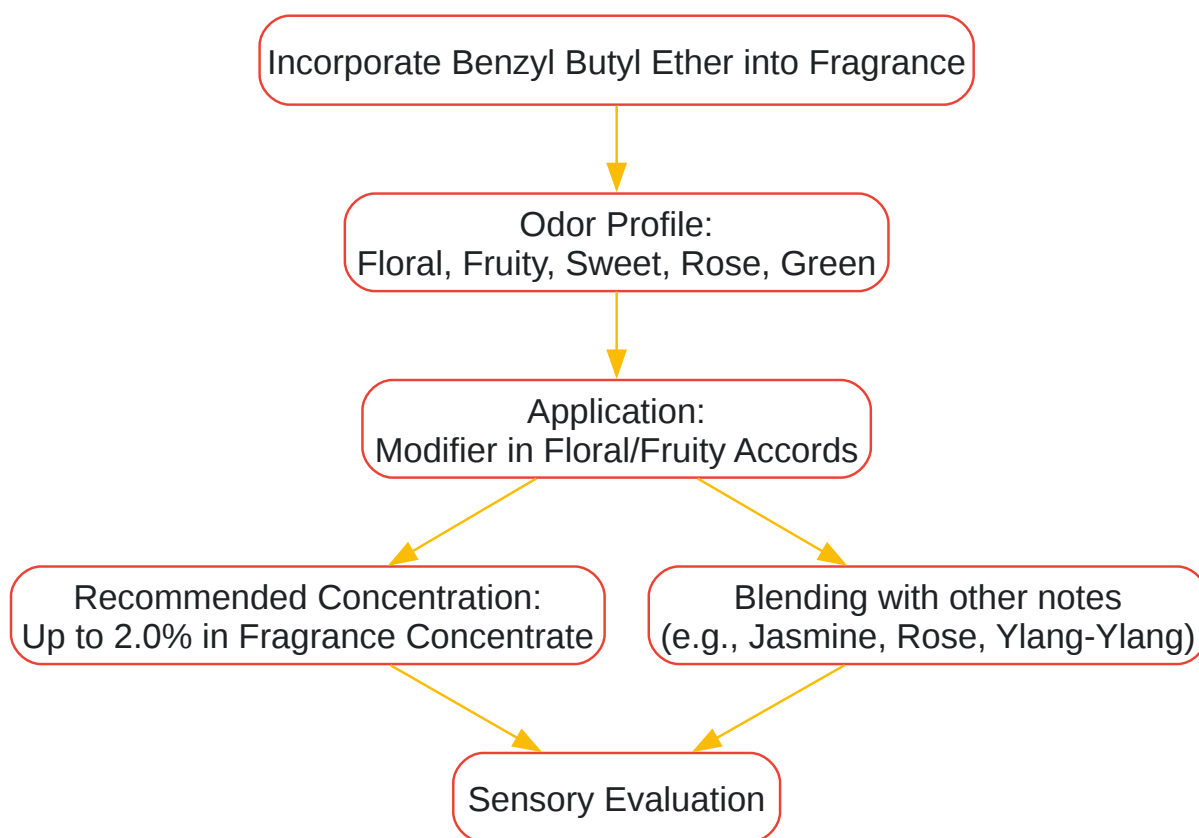 Incorporate Benzyl Butyl Ether into Fragrance
Odor Profile:
Floral, Fruity, Sweet, Rose, Green
Application:
Modifier in Floral/Fruity Accords
Recommended Concentration:
Up to 2.0% in Fragrance Concentrate
Blending with other notes
(e.g., Jasmine, Rose, Ylang-Ylang)
Sensory Evaluation